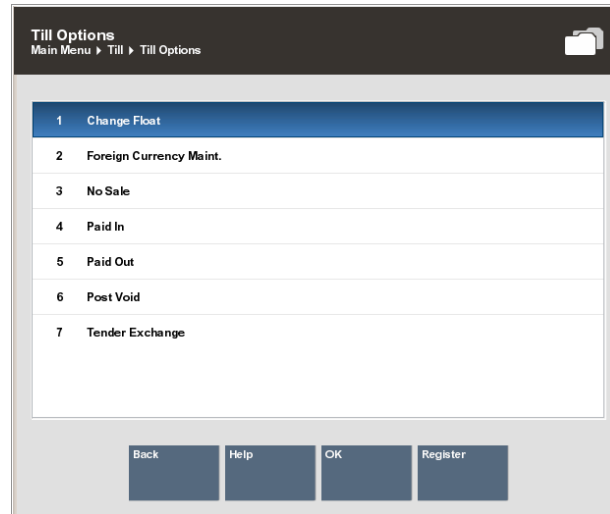 Till Options
Main Menu ▸ Till ▸ Till Options
1 Change Float
2 Foreign Currency Maint.
3 No Sale
4 Paid In
5 Paid Out
6 Post Void
7 Tender Exchange
Back Help OK Register